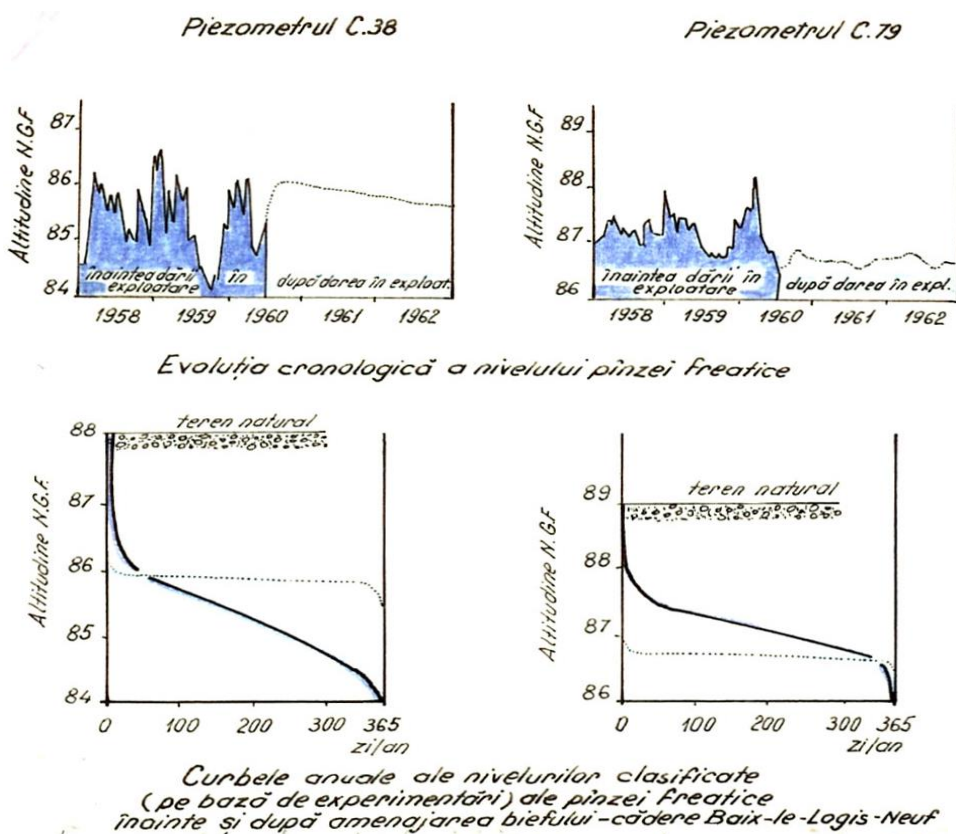 Piezometrul C.38
Piezometrul C.79
Altitudine N.G.F
87
86
85
84
înaintea dării în
exploatare
după darea în exploat.
1958
1959
1960
1961
1962
Altitudine N.G.F
89
88
87
86
înaintea dării în
exploatare
după darea în expl.
1958
1959
1960
1961
1962
Evoluția cronologică a nivelului pînzei freatice
Altitudine N.G.F
88
87
86
85
84
teren natural
0
100
200
300
365
zi/an
Altitudine N.G.F
89
88
87
86
teren natural
0
100
200
300
365
zi/an
Curbele anuale ale nivelurilor clasificate
(pe bază de experimentări) ale pînzei freatice
înainte și după amenajarea biefului-cădere Baix-le-Logis-Neuf